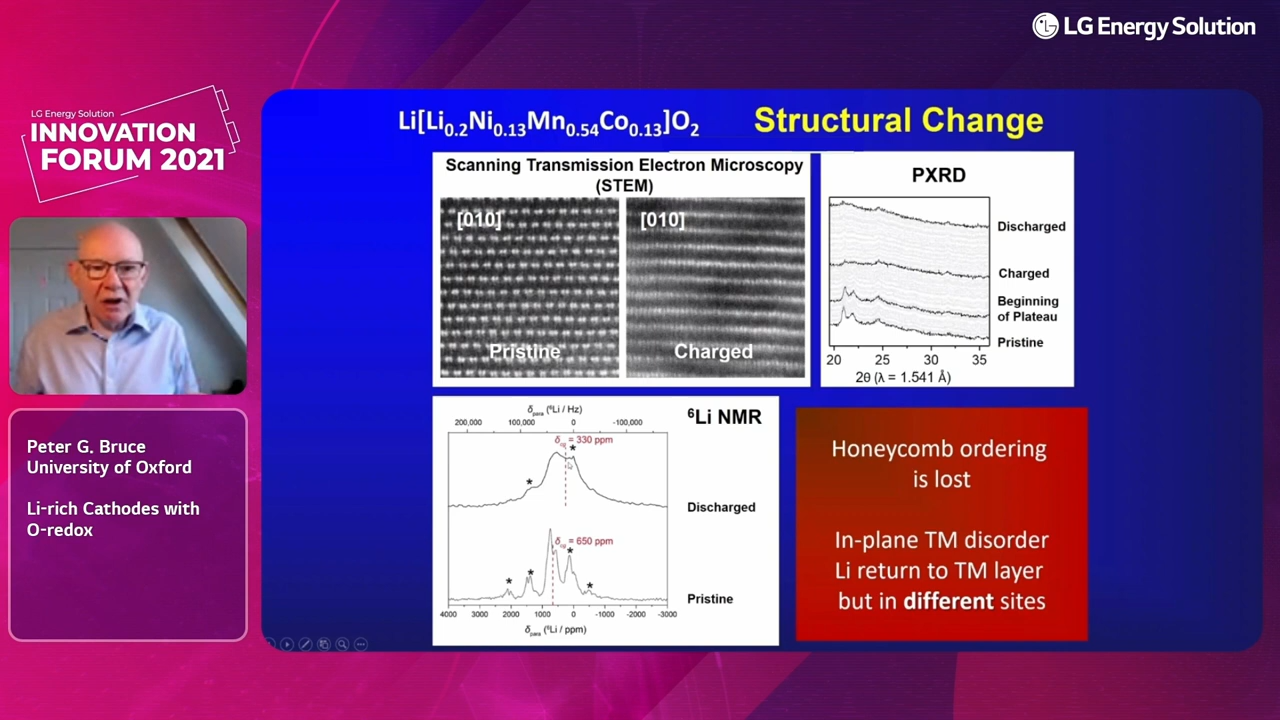 LG Energy Solution
LG Energy Solution
INNOVATION
FORUM 2021
Peter G. Bruce
University of Oxford
Li-rich Cathodes with
O-redox
Li[Li0.2Ni0.13Mn0.54Co0.13]O2
Structural Change
Scanning Transmission Electron Microscopy
(STEM)
[010]
Pristine
[010]
Charged
PXRD
Discharged
Charged
Beginning
of Plateau
Pristine
20 25 30 35
2θ (λ = 1.541 Å)
δpara (⁶Li / Hz)
200,000 100,000 0 -100,000
⁶Li NMR
δcg = 330 ppm
*
*
Discharged
δcg = 650 ppm
* * * *
Pristine
4000 3000 2000 1000 0 -1000 -2000 -3000
δpara (⁶Li / ppm)
Honeycomb ordering
is lost
In-plane TM disorder
Li return to TM layer
but in different sites